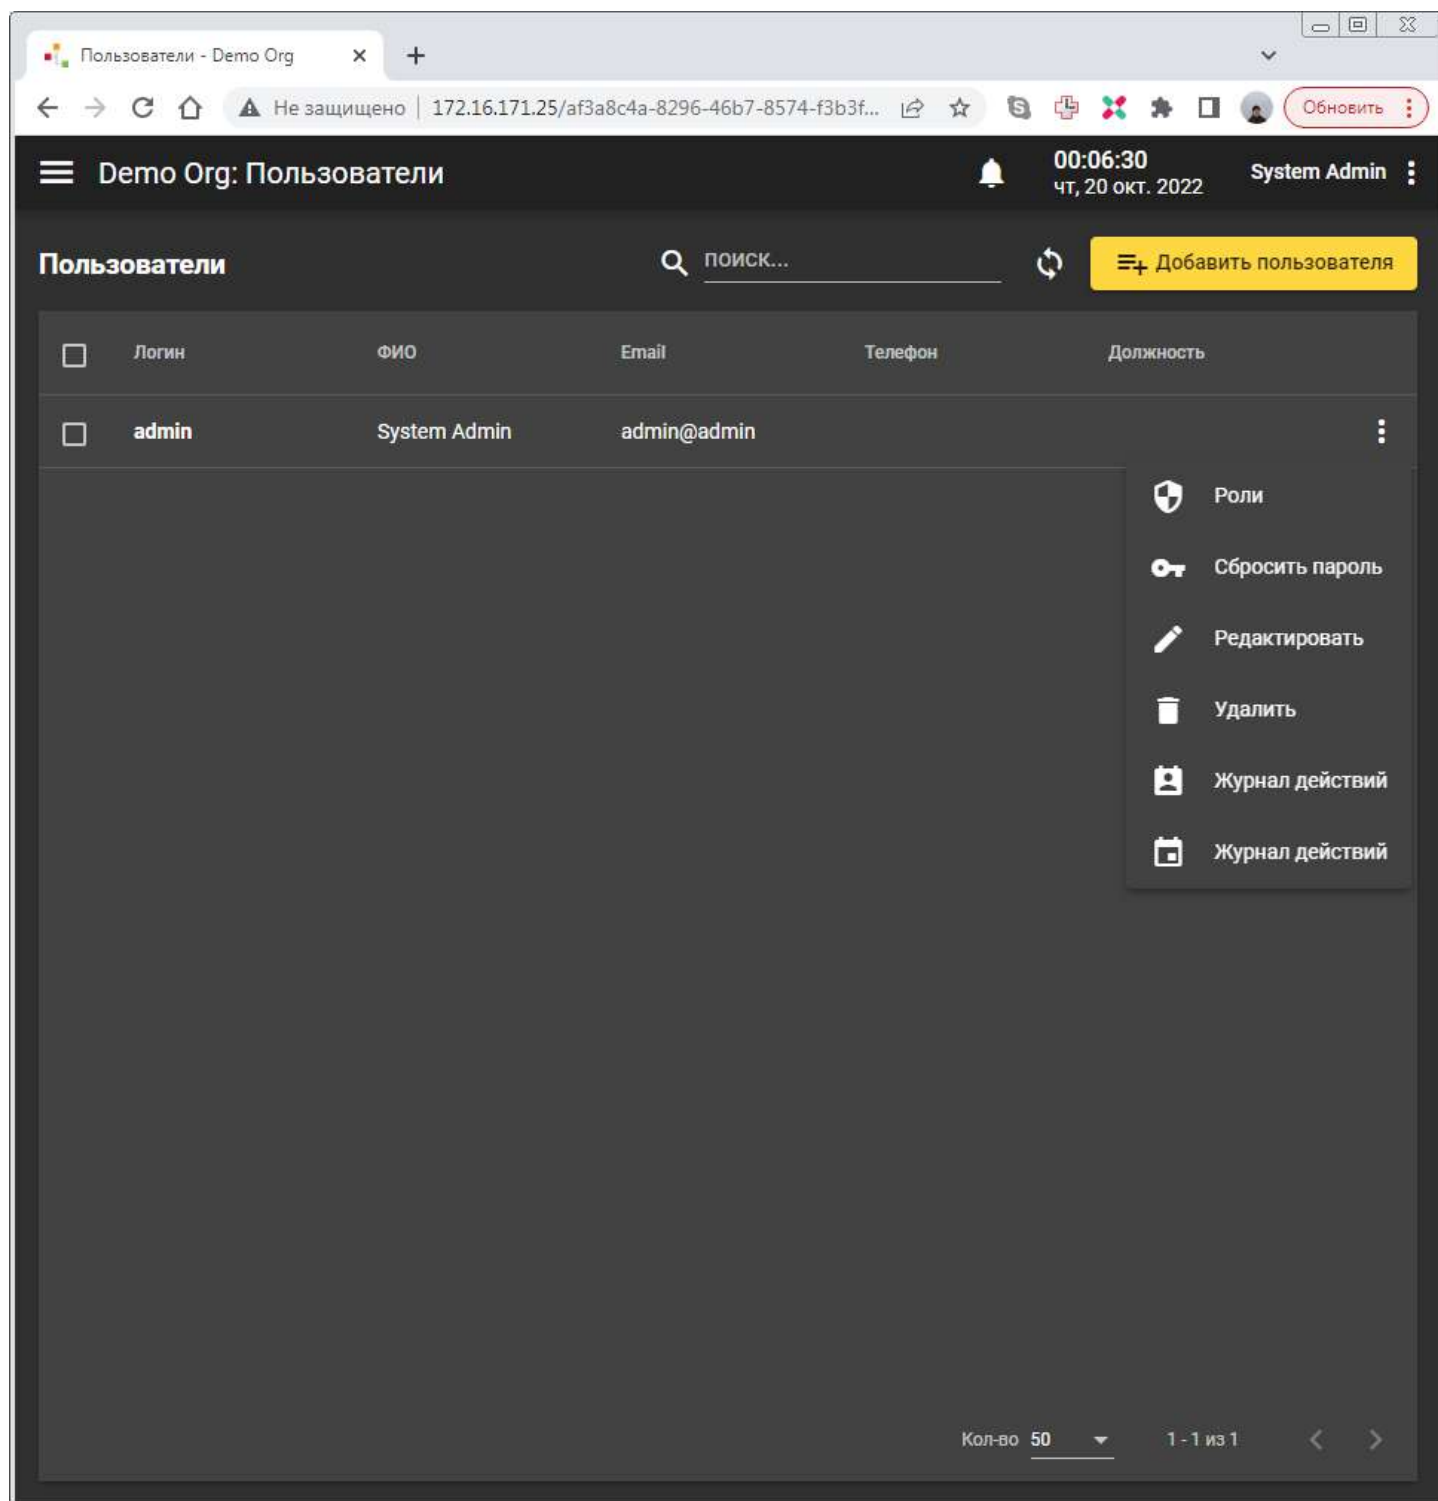 Пользователи - Demo Org
Не защищено | 172.16.171.25/af3a8c4a-8296-46b7-8574-f3b3f...
Обновить
Demo Org: Пользователи
00:06:30
чт, 20 окт. 2022
System Admin
Пользователи
поиск...
Добавить пользователя
Логин ФИО Email Телефон Должность
admin System Admin admin@admin
Роли
Сбросить пароль
Редактировать
Удалить
Журнал действий
Журнал действий
Кол-во 50 1 - 1 из 1